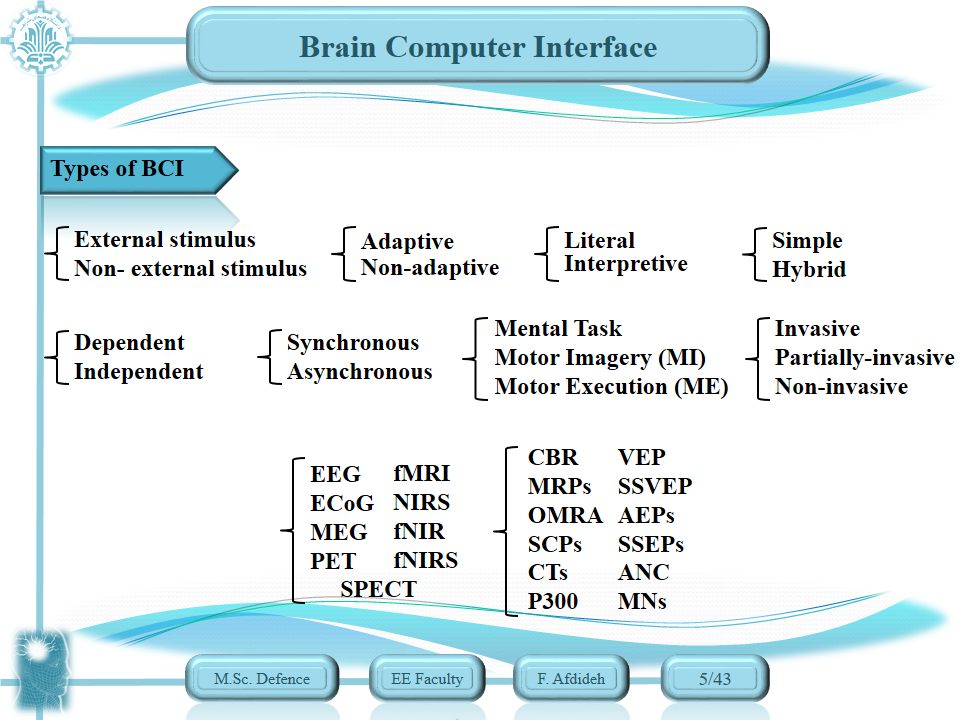 Brain Computer Interface
Types of BCI
External stimulus
Non- external stimulus
Adaptive
Non-adaptive
Literal
Interpretive
Simple
Hybrid
Dependent
Independent
Synchronous
Asynchronous
Mental Task
Motor Imagery (MI)
Motor Execution (ME)
Invasive
Partially-invasive
Non-invasive
EEG fMRI
ECoG NIRS
MEG fNIR
PET fNIRS
SPECT
CBR VEP
MRPs SSVEP
OMRA AEPs
SCPs SSEPs
CTs ANC
P300 MNs
M.Sc. Defence
EE Faculty
F. Afdideh
5/43